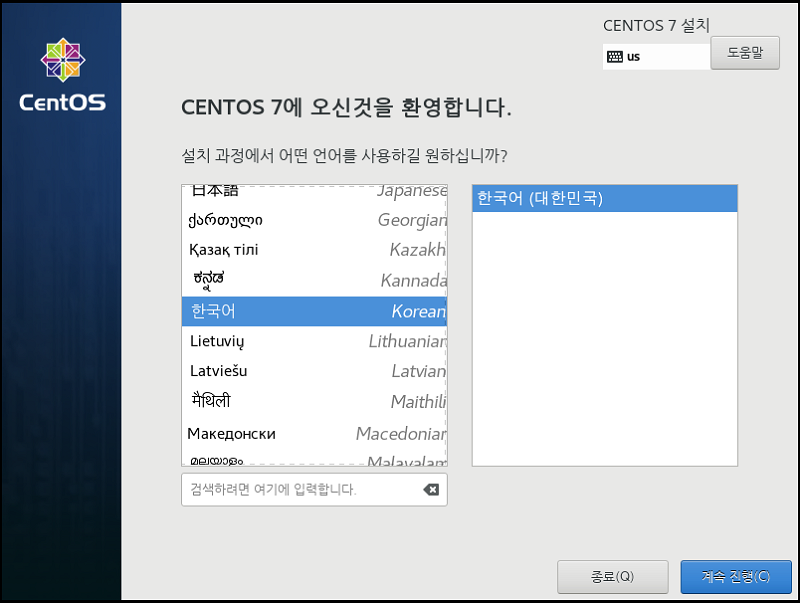 CentOS
CENTOS 7 설치
us
도움말
CENTOS 7에 오신것을 환영합니다.
설치 과정에서 어떤 언어를 사용하길 원하십니까?
日本語 Japanese
ქართული Georgian
Қазақ тілі Kazakh
ಕನ್ನಡ Kannada
한국어 Korean
Lietuvių Lithuanian
Latviešu Latvian
मैथिली Maithili
Македонски Macedonian
മലയാളം Malayalam
한국어 (대한민국)
검색하려면 여기에 입력합니다.
종료(Q)
계속 진행(C)